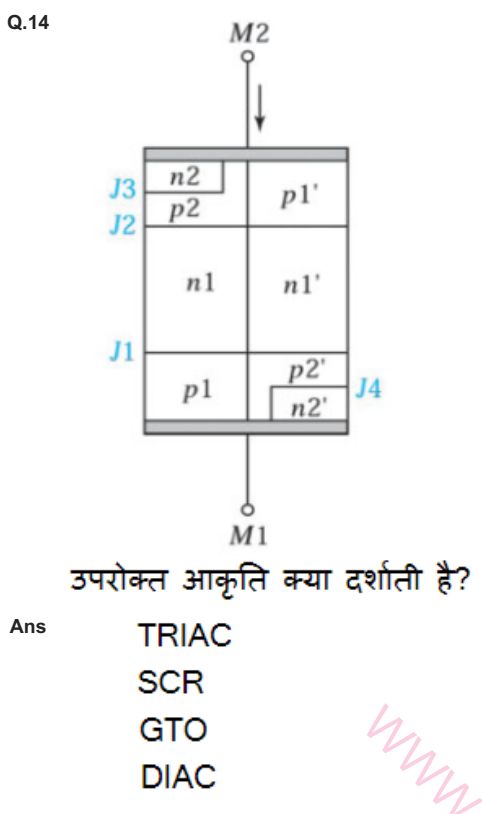 Q.14
M2
n2
J3
p1'
p2
J2
n1
n1'
J1
p2'
p1
J4
n2'
M1
उपरोक्त आकृति क्या दर्शाती है?
Ans
TRIAC
SCR
GTO
DIAC
www